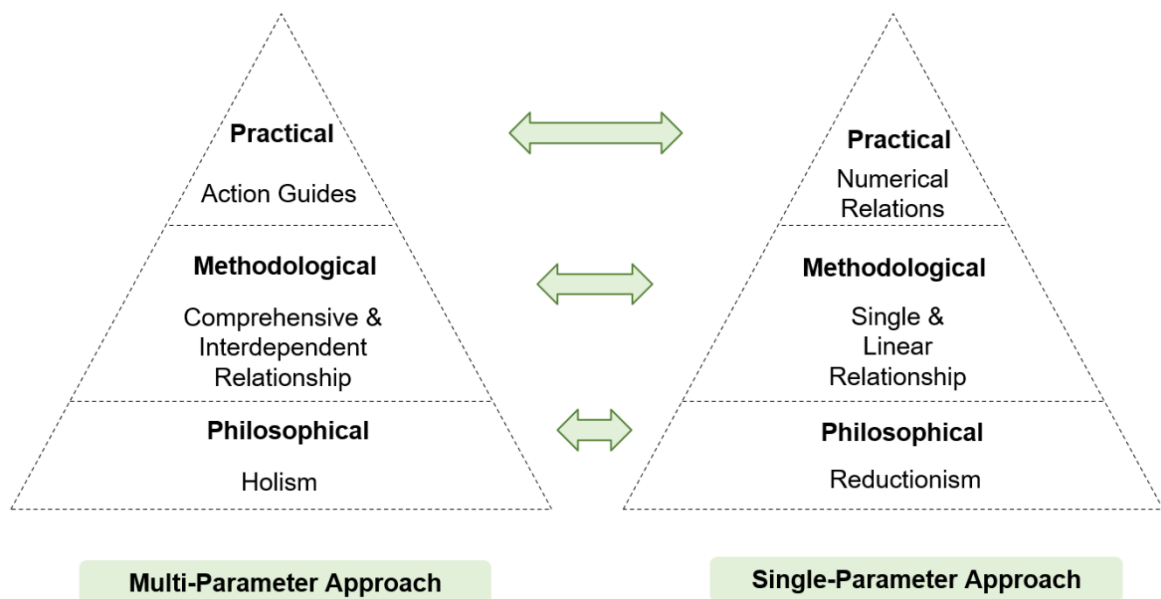 Practical
Action Guides
Methodological
Comprehensive &
Interdependent
Relationship
Philosophical
Holism
Multi-Parameter Approach
Practical
Numerical
Relations
Methodological
Single &
Linear
Relationship
Philosophical
Reductionism
Single-Parameter Approach